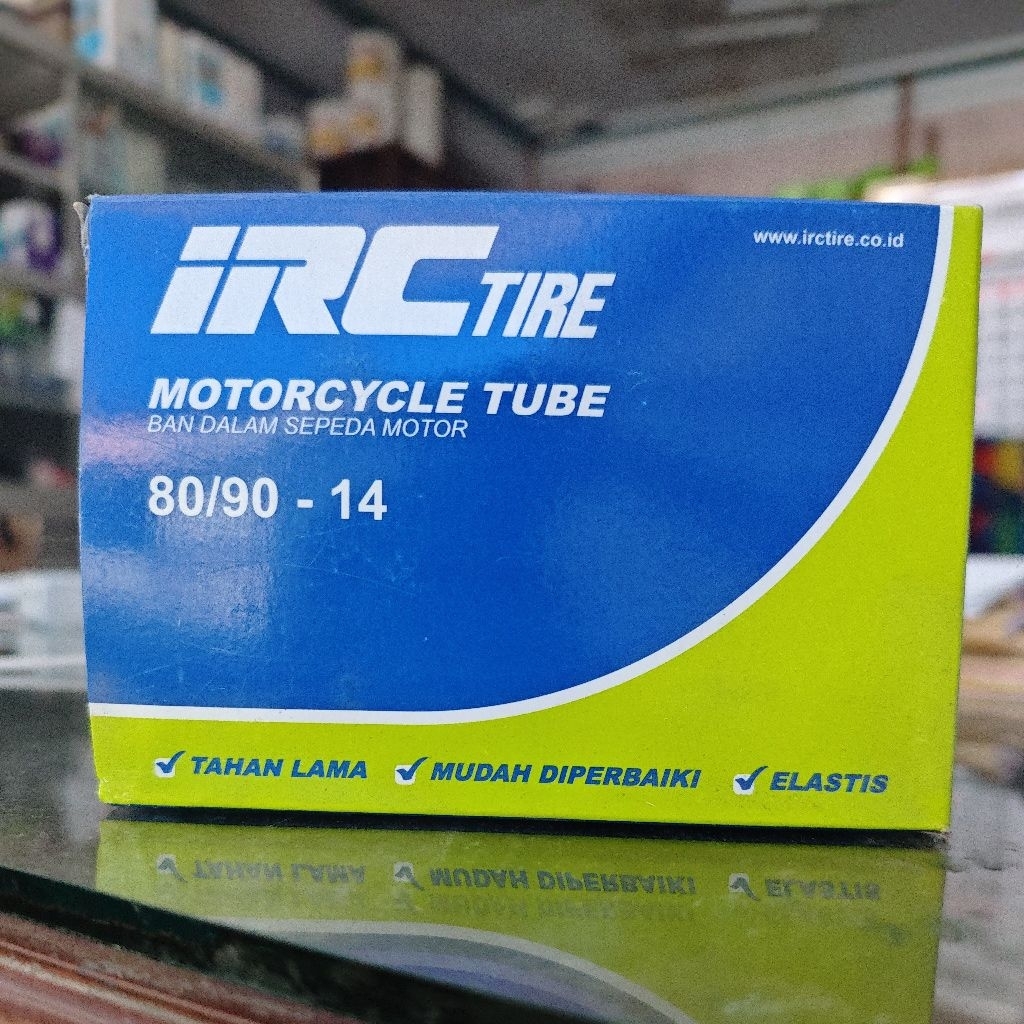 iRC TIRE
www.irctire.co.id
MOTORCYCLE TUBE
BAN DALAM SEPEDA MOTOR
80/90 - 14
TAHAN LAMA
MUDAH DIPERBAIKI
ELASTIS